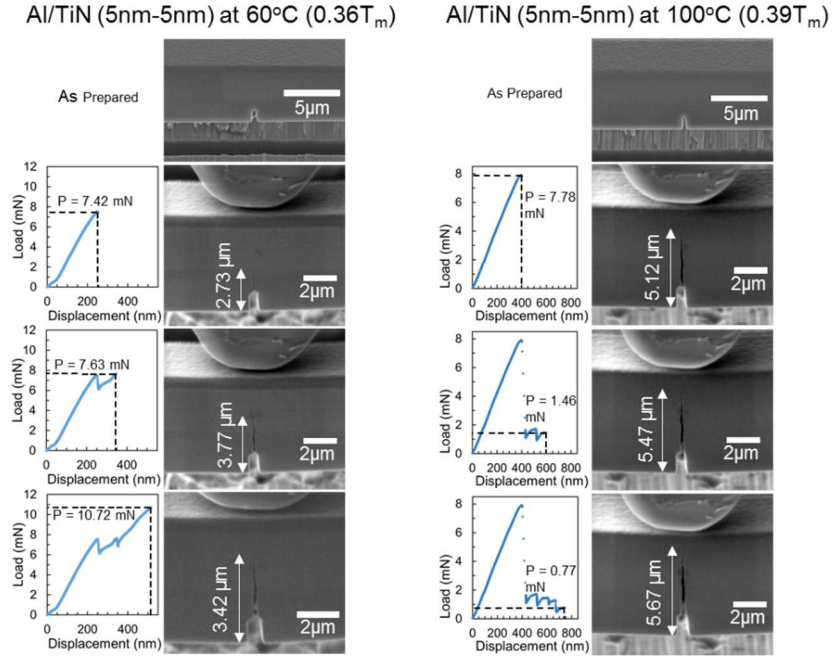 Al/TiN (5nm-5nm) at 60°C (0.36Tm)
As Prepared
5µm
Load (mN)
12
10
8
6
4
2
0
P = 7.42 mN
0 200 400
Displacement (nm)
2.73 µm
2µm
Load (mN)
12
10
8
6
4
2
0
P = 7.63 mN
0 200 400
Displacement (nm)
3.77 µm
2µm
Load (mN)
12
10
8
6
4
2
0
P = 10.72 mN
0 200 400
Displacement (nm)
3.42 µm
2µm
Al/TiN (5nm-5nm) at 100°C (0.39Tm)
As Prepared
5µm
Load (mN)
8
6
4
2
0
P = 7.78
mN
0 200 400 600 800
Displacement (nm)
5.12 µm
2µm
Load (mN)
8
6
4
2
0
P = 1.46
mN
0 200 400 600 800
Displacement (nm)
5.47 µm
2µm
Load (mN)
8
6
4
2
0
P = 0.77
mN
0 200 400 600 800
Displacement (nm)
5.67 µm
2µm